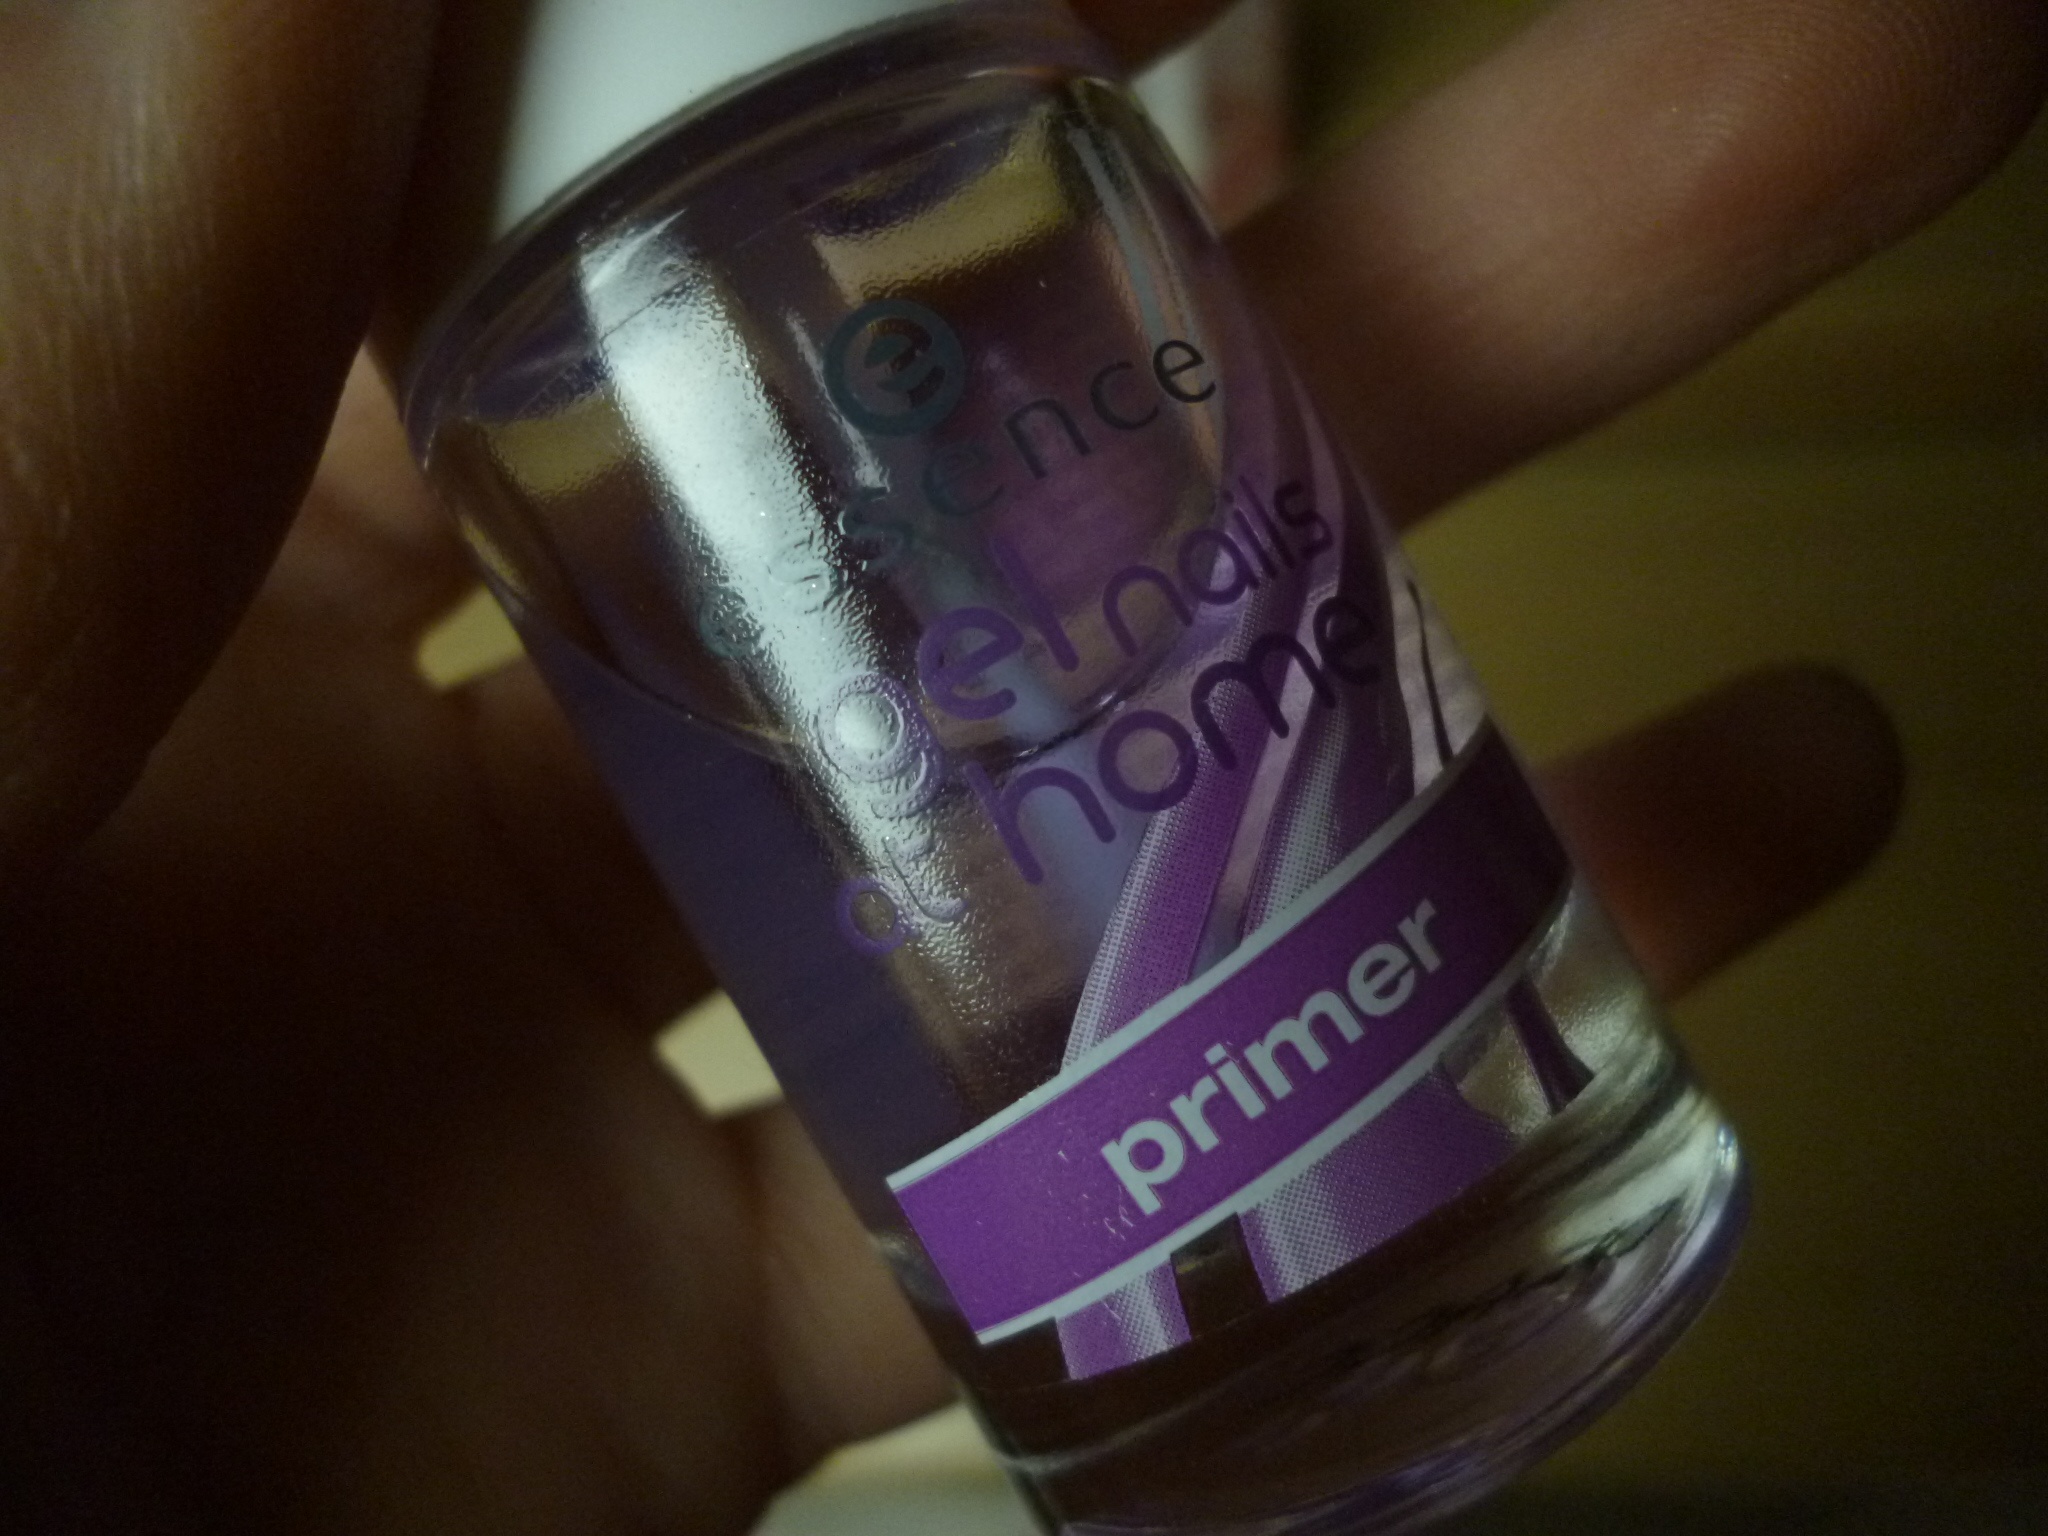 essence
gel nails
at home
primer